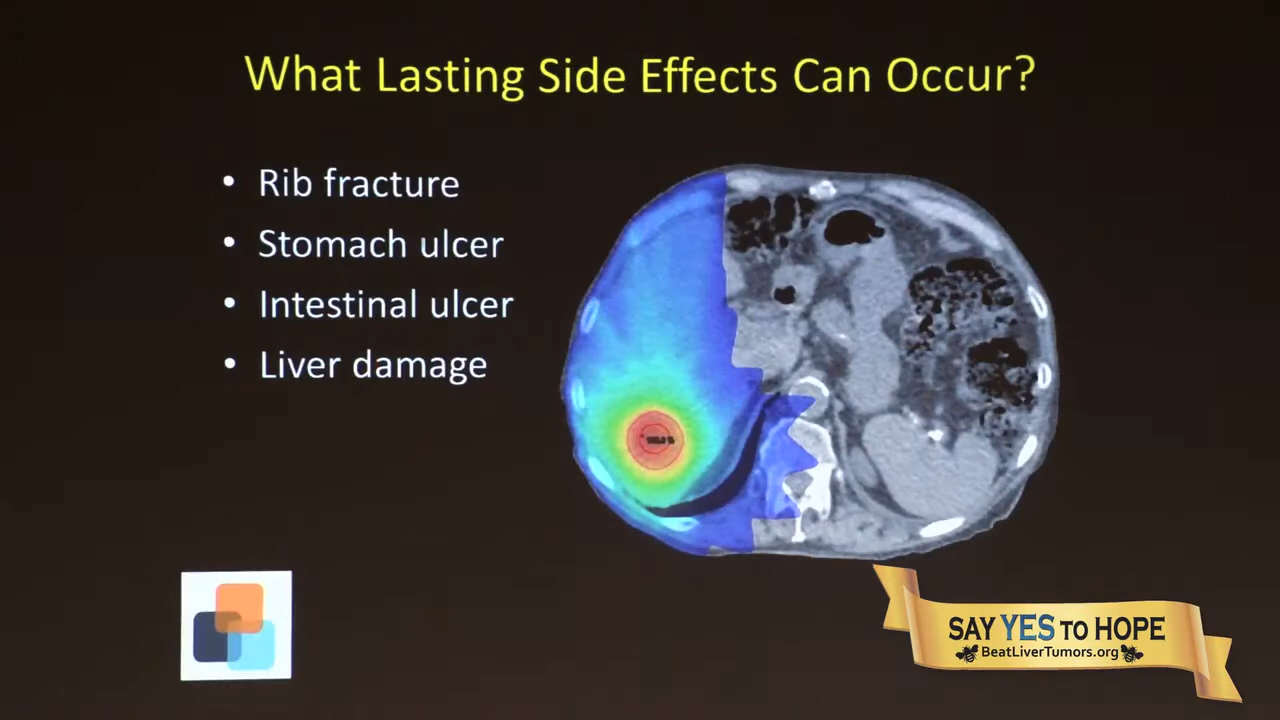 What Lasting Side Effects Can Occur?
• Rib fracture
• Stomach ulcer
• Intestinal ulcer
• Liver damage
SAY YES TO HOPE
BeatLiverTumors.org